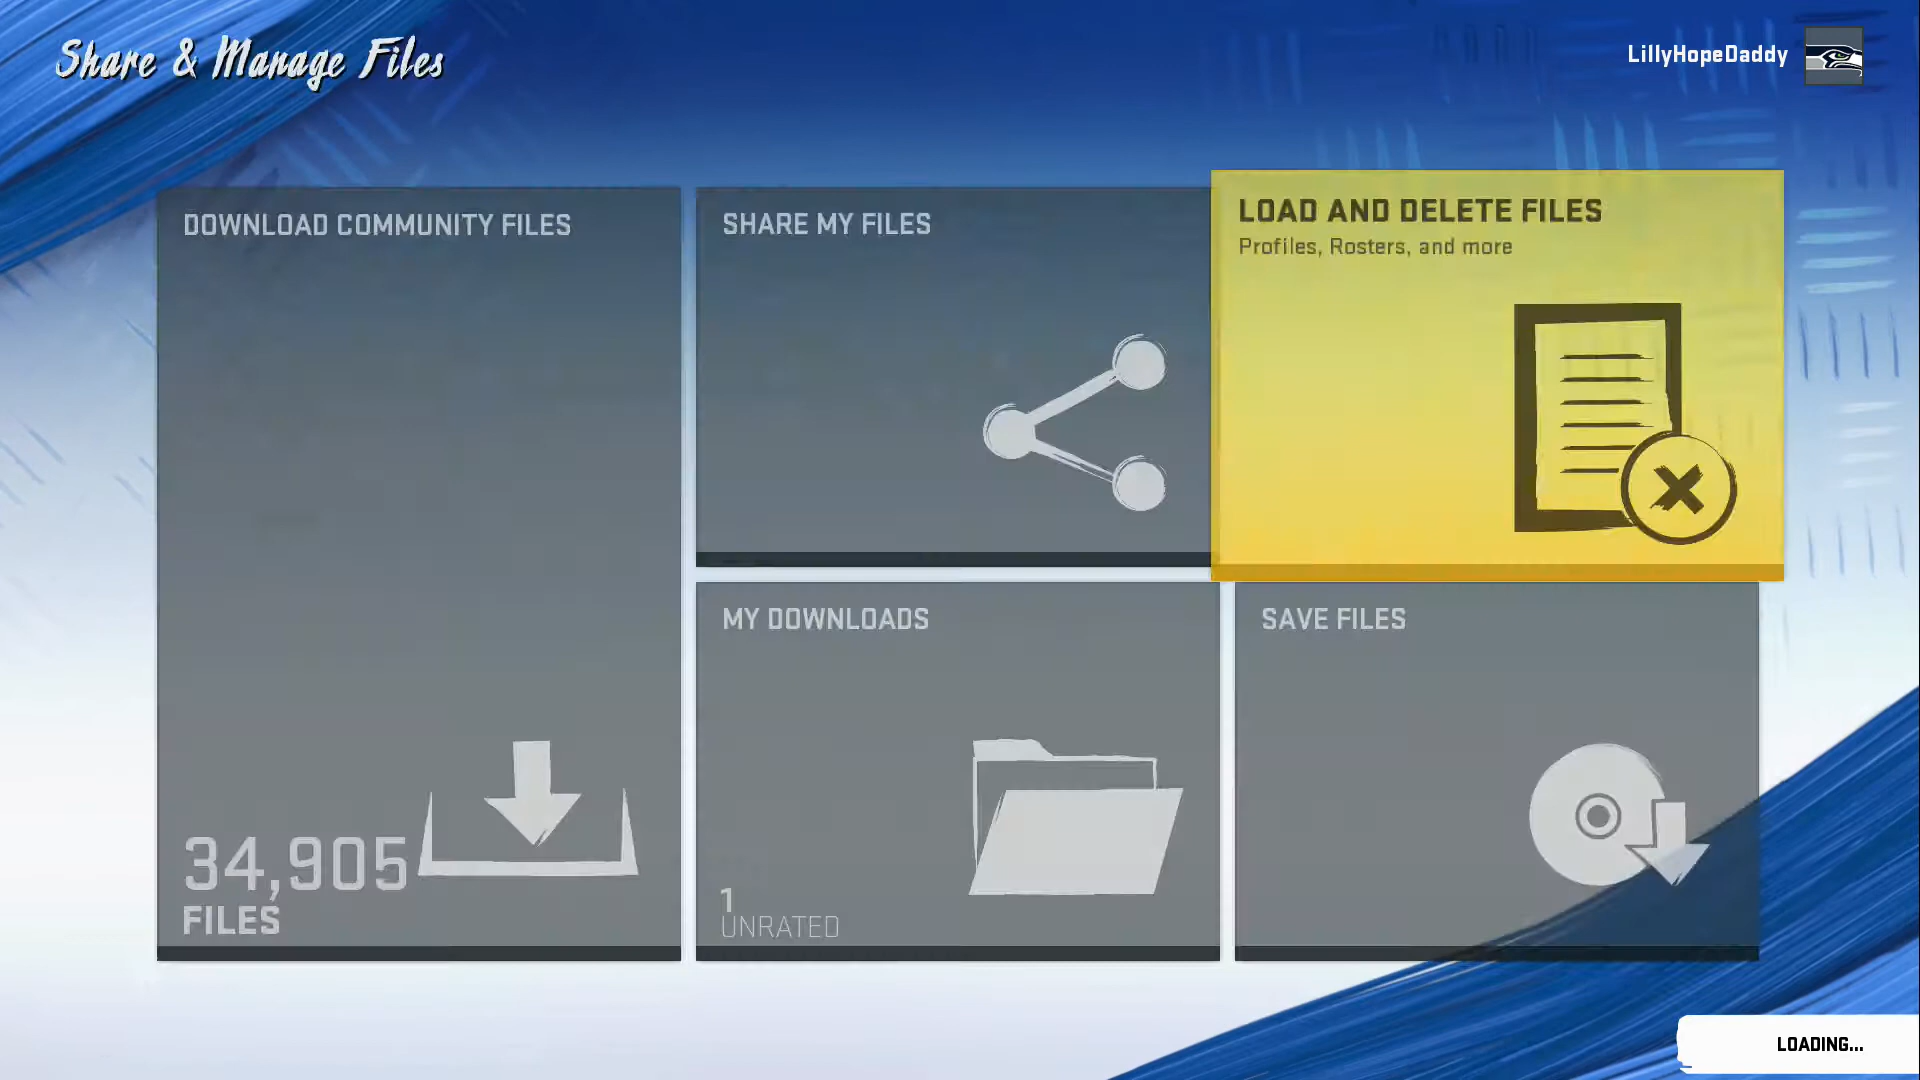 Share & Manage Files
LillyHopeDaddy
DOWNLOAD COMMUNITY FILES
34,905
FILES
SHARE MY FILES
LOAD AND DELETE FILES
Profiles, Rosters, and more
MY DOWNLOADS
1
UNRATED
SAVE FILES
LOADING...